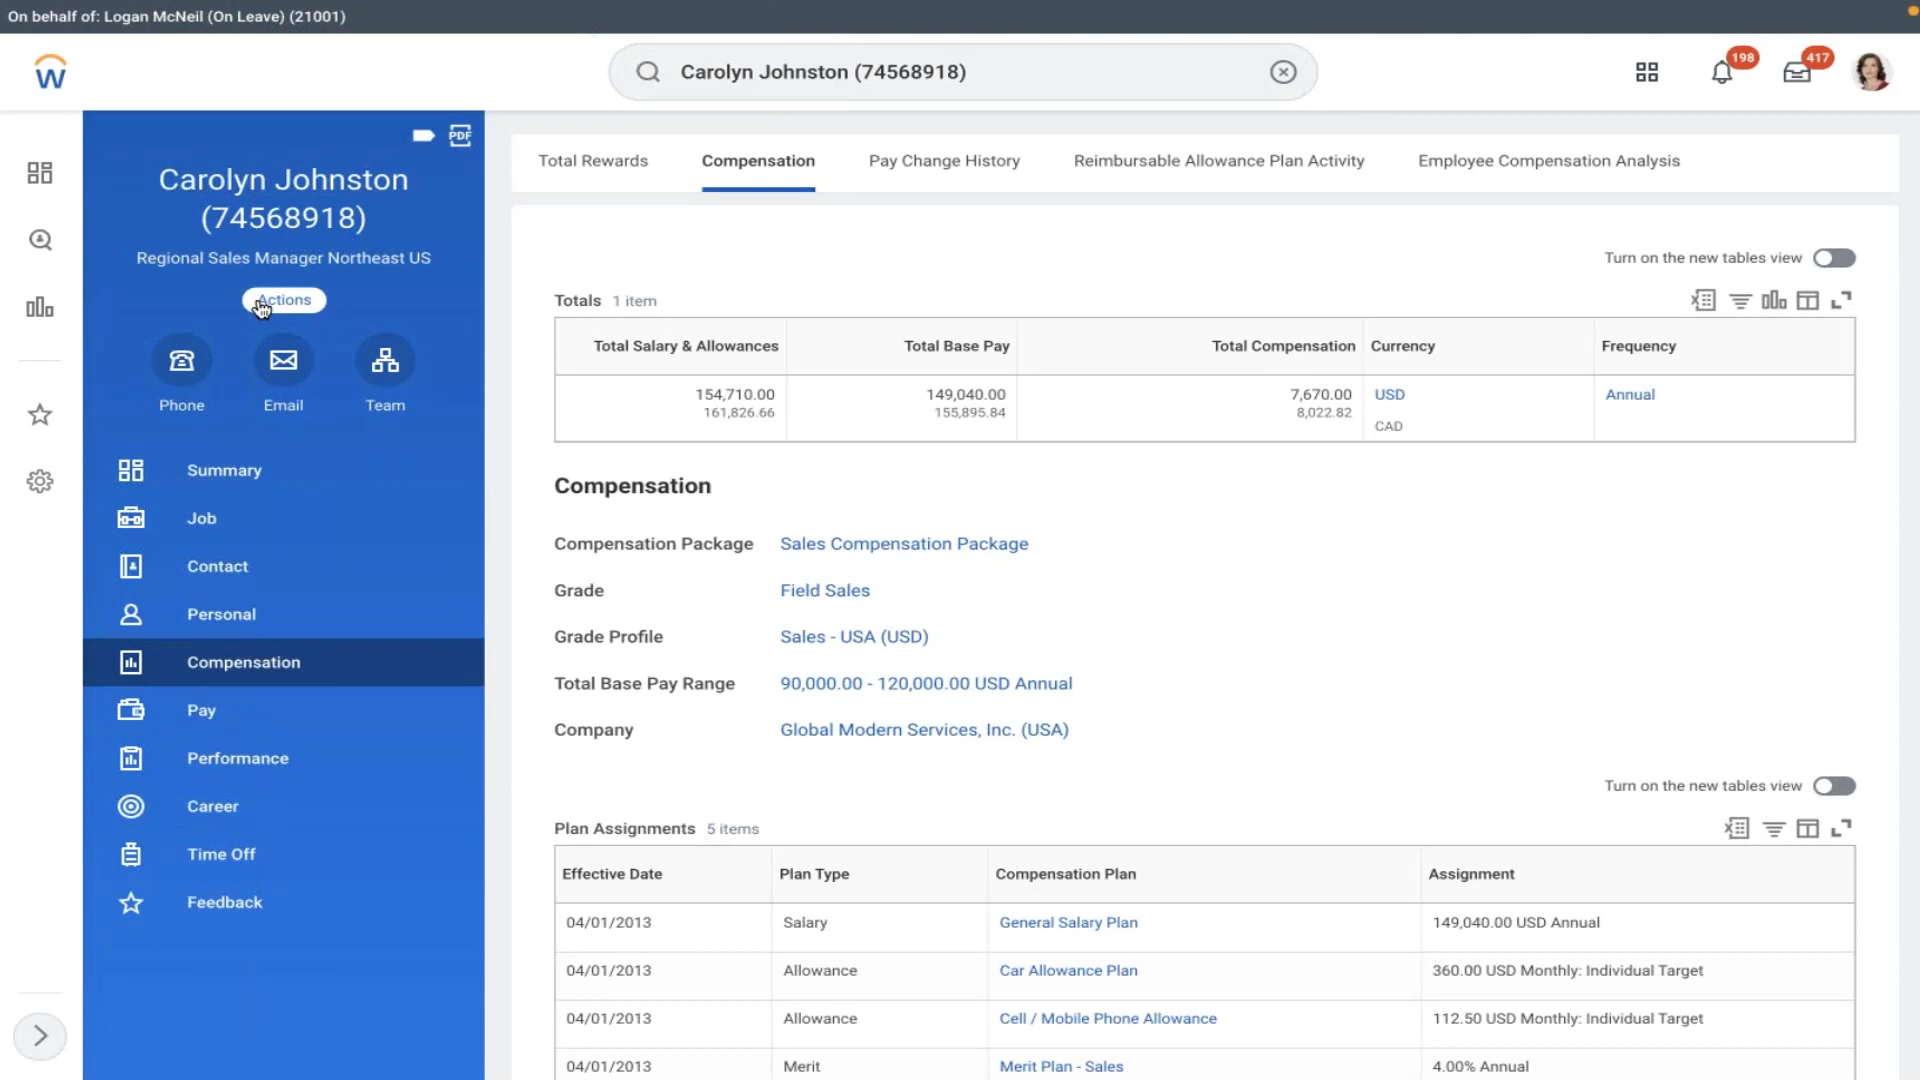 On behalf of: Logan McNeil (On Leave) (21001)
W
Carolyn Johnston (74568918)
198
417
PDF
Carolyn Johnston
(74568918)
Regional Sales Manager Northeast US
Actions
Phone Email Team
Summary
Job
Contact
Personal
Compensation
Pay
Performance
Career
Time Off
Feedback
Total Rewards Compensation Pay Change History Reimbursable Allowance Plan Activity Employee Compensation Analysis
Turn on the new tables view
Totals 1 item
Total Salary & Allowances Total Base Pay Total Compensation Currency Frequency
154,710.00 149,040.00 7,670.00 USD Annual
161,826.66 155,895.84 8,022.82 CAD
Compensation
Compensation Package Sales Compensation Package
Grade Field Sales
Grade Profile Sales - USA (USD)
Total Base Pay Range 90,000.00 - 120,000.00 USD Annual
Company Global Modern Services, Inc. (USA)
Turn on the new tables view
Plan Assignments 5 items
Effective Date Plan Type Compensation Plan Assignment
04/01/2013 Salary General Salary Plan 149,040.00 USD Annual
04/01/2013 Allowance Car Allowance Plan 360.00 USD Monthly: Individual Target
04/01/2013 Allowance Cell / Mobile Phone Allowance 112.50 USD Monthly: Individual Target
04/01/2013 Merit Merit Plan - Sales 4.00% Annual